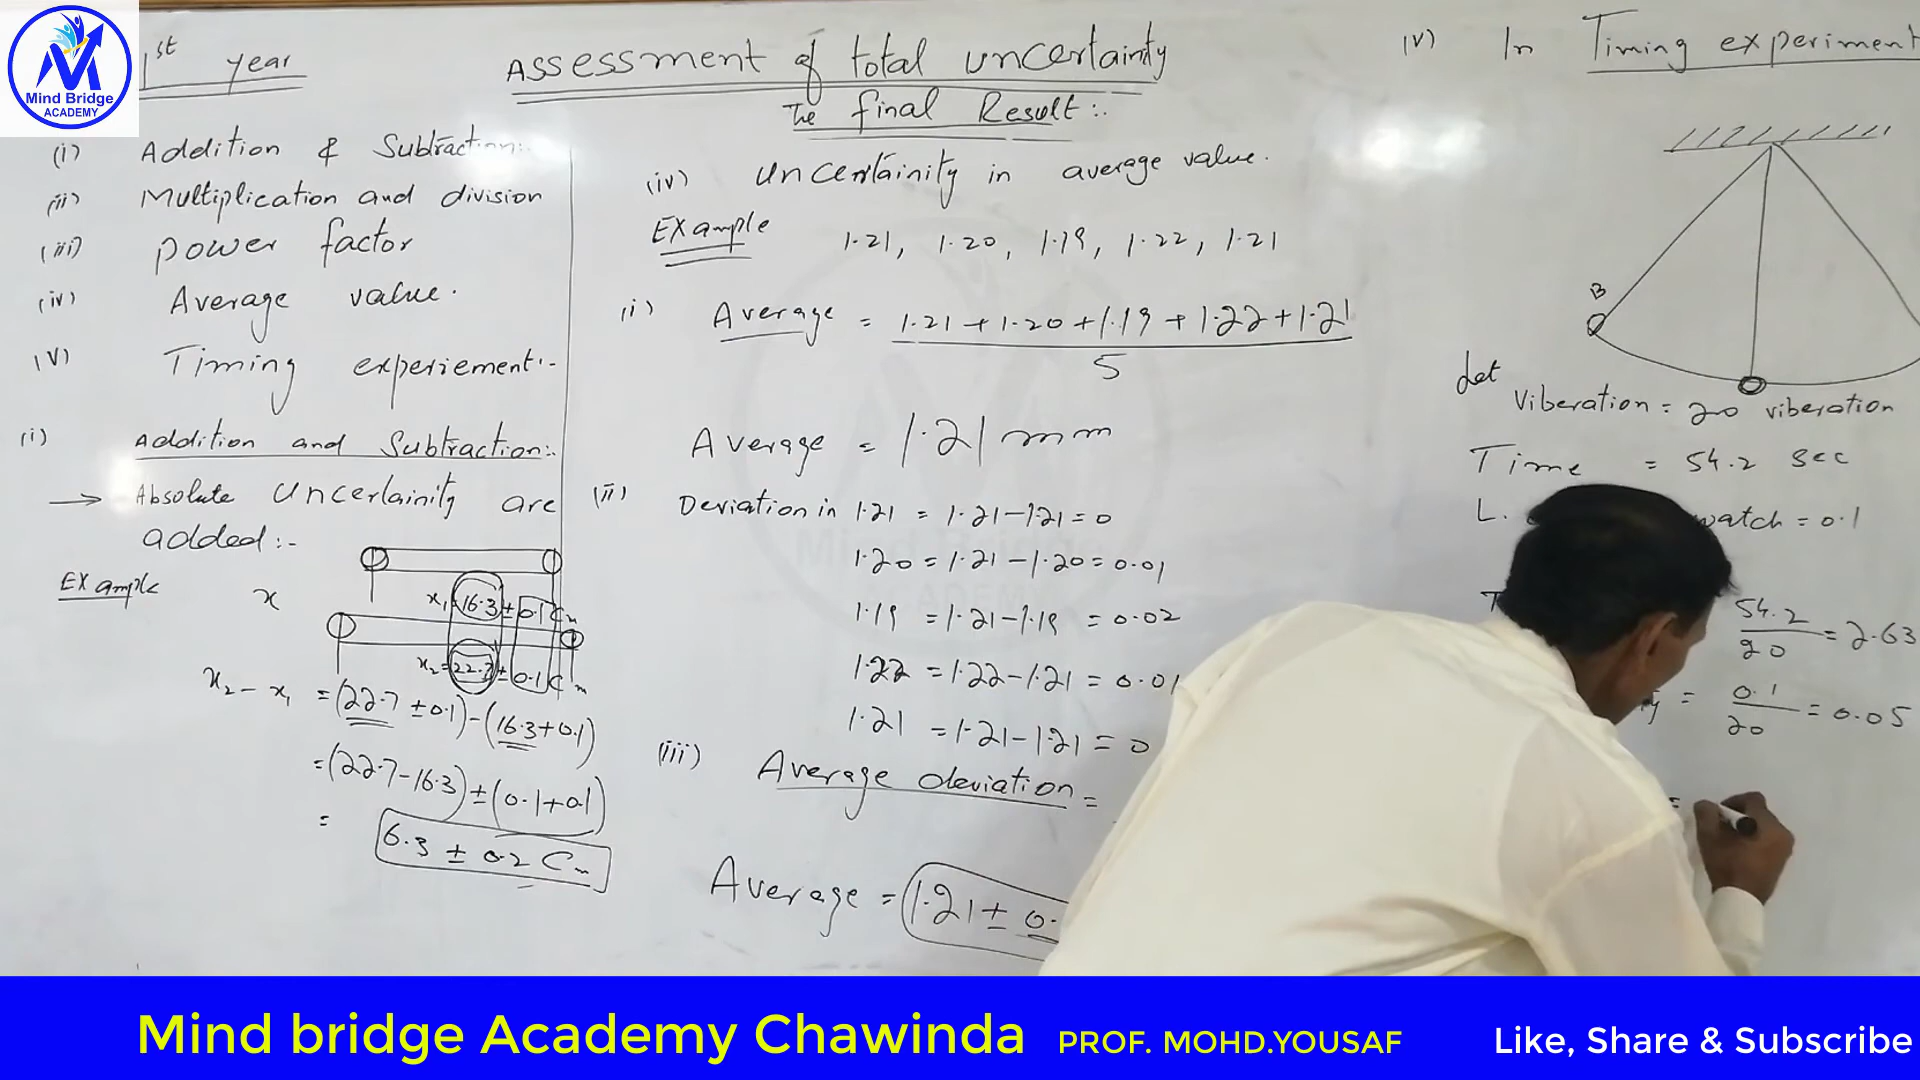 Mind Bridge
ACADEMY
1st year
Assessment of total uncertainity
The final Result:.
(i) Addition & Subtraction:.
(ii) Multiplication and division
(iii) power factor
(iv) Average value.
(V) Timing experiement:-
(i) Addition and Subtraction:.
→ Absolute Uncertainity are
added:-
Example x
x₁ = 16.3 ± 0.1 Cm
x₂ = 22.7 ± 0.1 Cm
x₂ - x₁ = (22.7 ± 0.1) - (16.3 + 0.1)
= (22.7 - 16.3) ± (0.1 + 0.1)
= 6.3 ± 0.2 Cm
(iv) Uncertainity in average value.
Example 1.21, 1.20, 1.19, 1.22, 1.21
(i) Average = 1.21 + 1.20 + 1.19 + 1.22 + 1.21
5
Average = 1.21 mm
(ii) Deviation in 1.21 = 1.21 - 1.21 = 0
1.20 = 1.21 - 1.20 = 0.01
1.19 = 1.21 - 1.19 = 0.02
1.22 = 1.22 - 1.21 = 0.01
1.21 = 1.21 - 1.21 = 0
(iii) Average deviation =
Average = 1.21 ± 0.
(V) In Timing experiment
B
Let Viberation = 20 viberation
Time = 54.2 Sec
L. watch = 0.1
54.2
20
= 2.63
= 0.1
20
= 0.05
=
Mind bridge Academy Chawinda PROF. MOHD.YOUSAF Like, Share & Subscribe